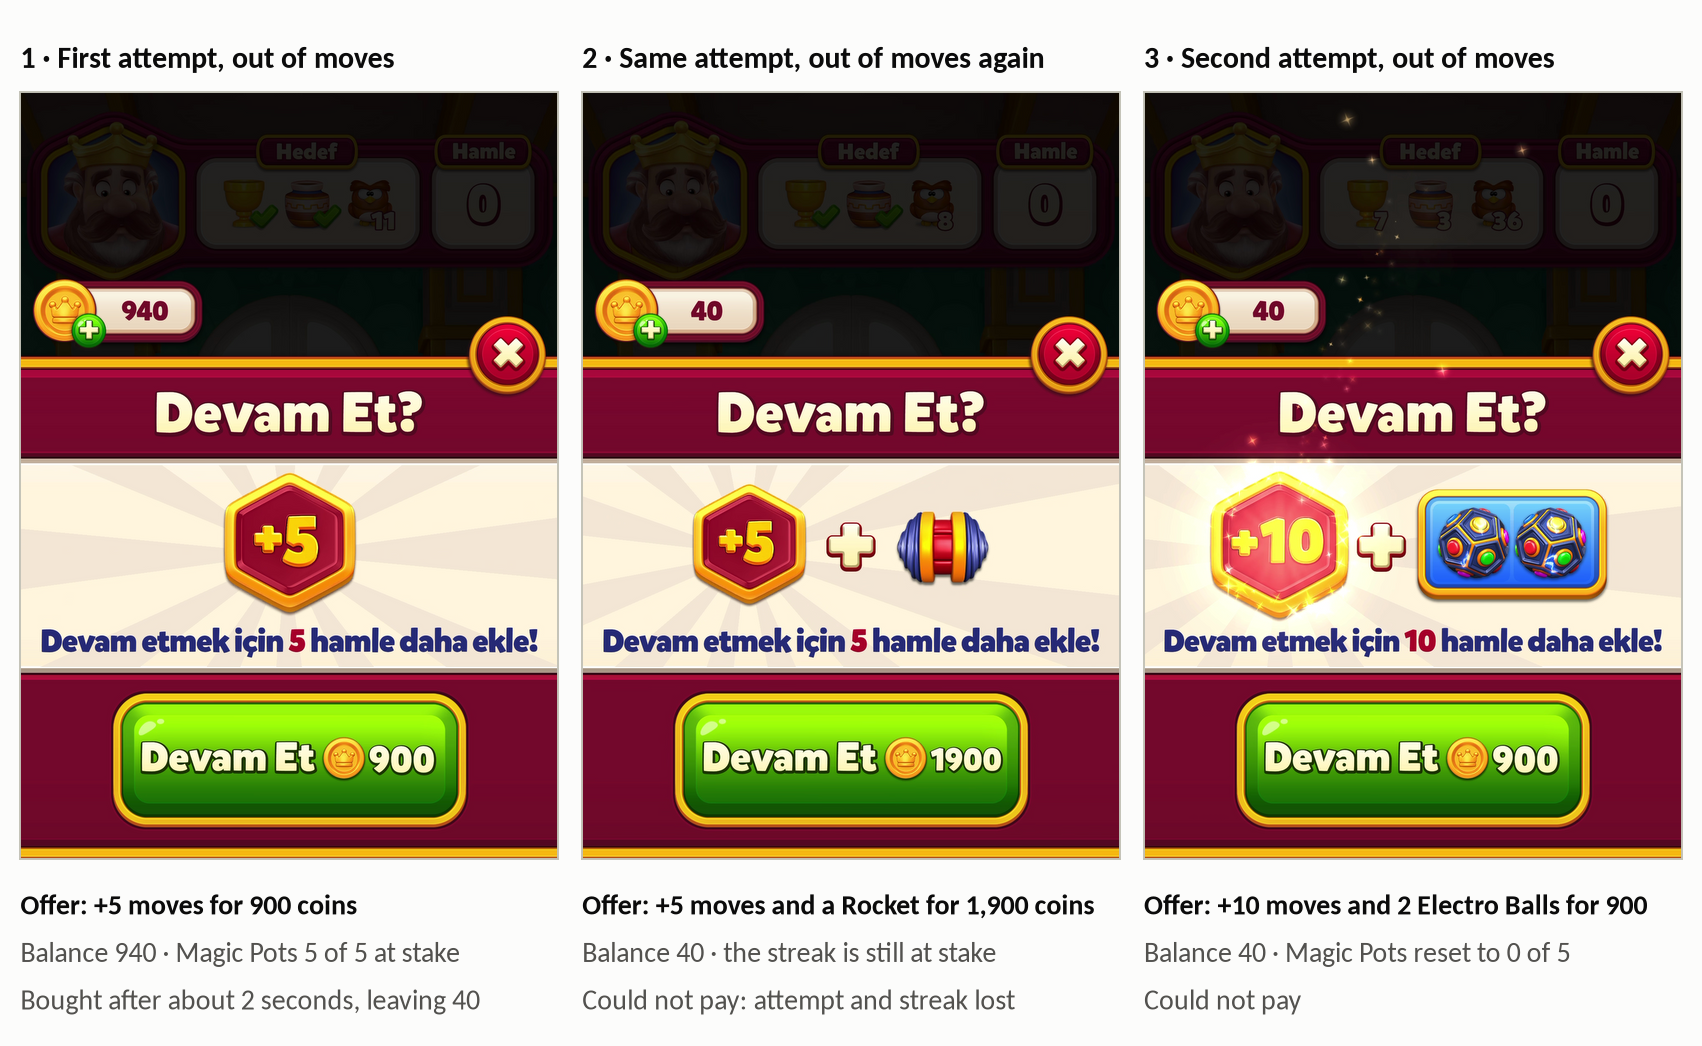 1 · First attempt, out of moves
Hedef
Hamle
11
0
940
Devam Et?
+5
Devam etmek için 5 hamle daha ekle!
Devam Et 900
Offer: +5 moves for 900 coins
Balance 940 · Magic Pots 5 of 5 at stake
Bought after about 2 seconds, leaving 40
2 · Same attempt, out of moves again
Hedef
Hamle
8
0
40
Devam Et?
+5
Devam etmek için 5 hamle daha ekle!
Devam Et 1900
Offer: +5 moves and a Rocket for 1,900 coins
Balance 40 · the streak is still at stake
Could not pay: attempt and streak lost
3 · Second attempt, out of moves
Hedef
Hamle
7 3 36
0
40
Devam Et?
+10
Devam etmek için 10 hamle daha ekle!
Devam Et 900
Offer: +10 moves and 2 Electro Balls for 900
Balance 40 · Magic Pots reset to 0 of 5
Could not pay